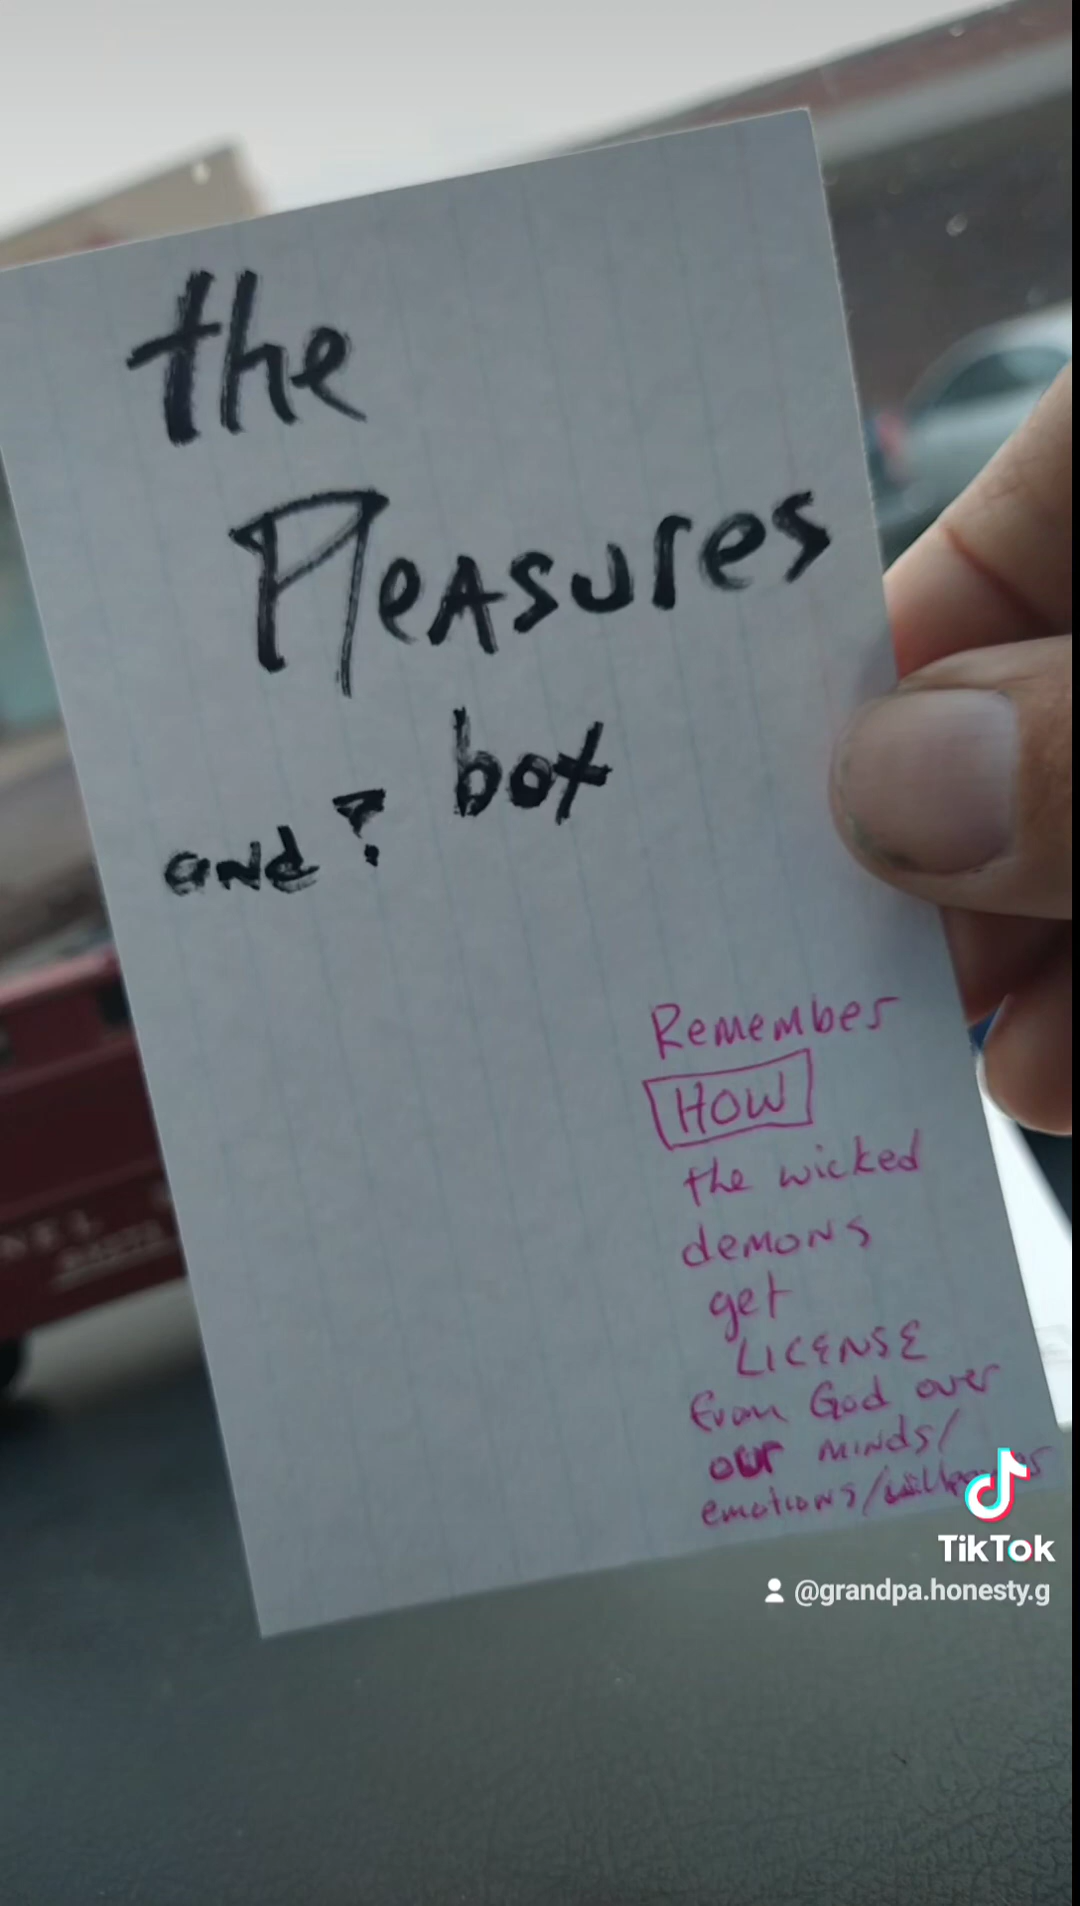 the
Pleasures
box
and ?
Remember
HOW
the wicked
demons
get
LICENSE
from God over
our minds/
emotions/
TikTok
@grandpa.honesty.g